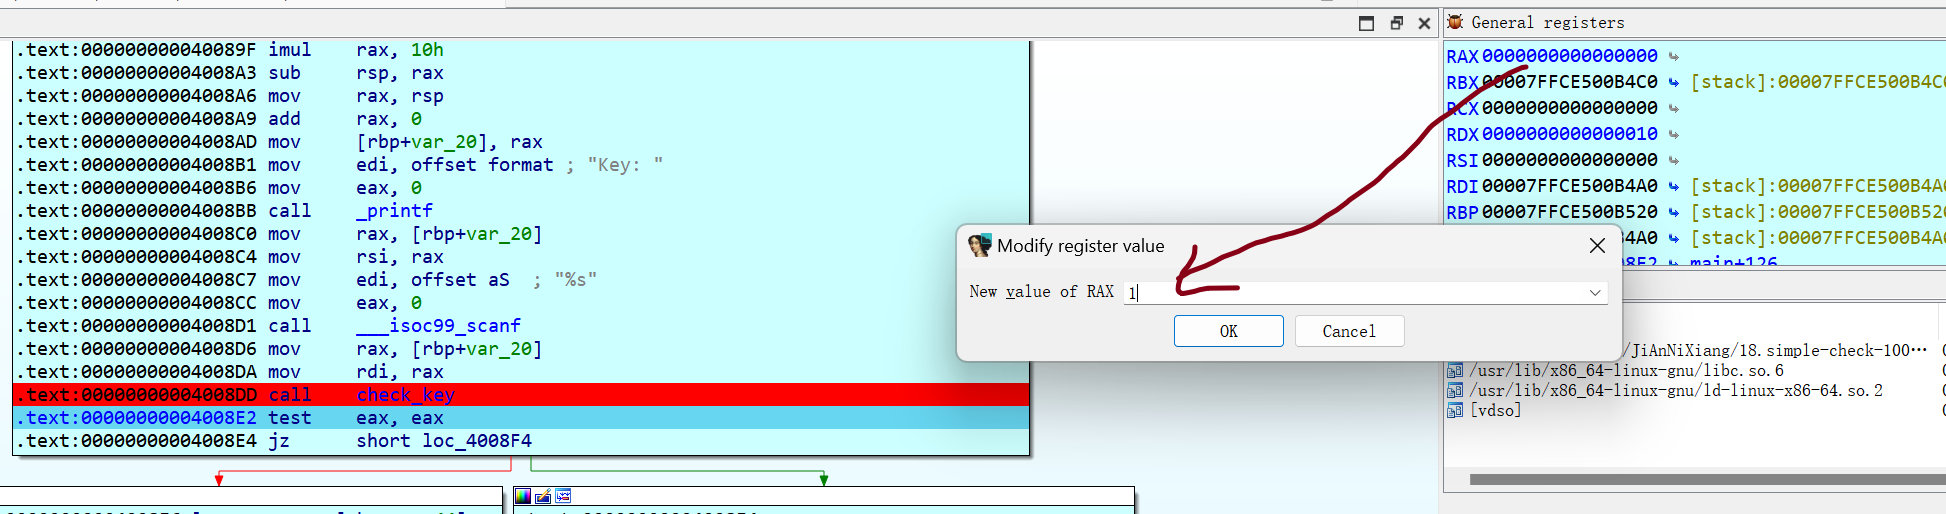 General registers
.text:000000000040089F imul rax, 10h
.text:00000000004008A3 sub rsp, rax
.text:00000000004008A6 mov rax, rsp
.text:00000000004008A9 add rax, 0
.text:00000000004008AD mov [rbp+var_20], rax
.text:00000000004008B1 mov edi, offset format ; "Key: "
.text:00000000004008B6 mov eax, 0
.text:00000000004008BB call _printf
.text:00000000004008C0 mov rax, [rbp+var_20]
.text:00000000004008C4 mov rsi, rax
.text:00000000004008C7 mov edi, offset aS ; "%s"
.text:00000000004008CC mov eax, 0
.text:00000000004008D1 call ___isoc99_scanf
.text:00000000004008D6 mov rax, [rbp+var_20]
.text:00000000004008DA mov rdi, rax
.text:00000000004008DD call check_key
.text:00000000004008E2 test eax, eax
.text:00000000004008E4 jz short loc_4008F4
RAX 0000000000000000
RBX 00007FFCE500B4C0 [stack]:00007FFCE500B4C
RCX 0000000000000000
RDX 0000000000000010
RSI 0000000000000000
RDI 00007FFCE500B4A0 [stack]:00007FFCE500B4A
RBP 00007FFCE500B520 [stack]:00007FFCE500B52
B4A0 [stack]:00007FFCE500B4A
main+126
Modify register value
New value of RAX 1
OK Cancel
/JiAnNiXiang/18.simple-check-100…
/usr/lib/x86_64-linux-gnu/libc.so.6
/usr/lib/x86_64-linux-gnu/ld-linux-x86-64.so.2
[vdso]